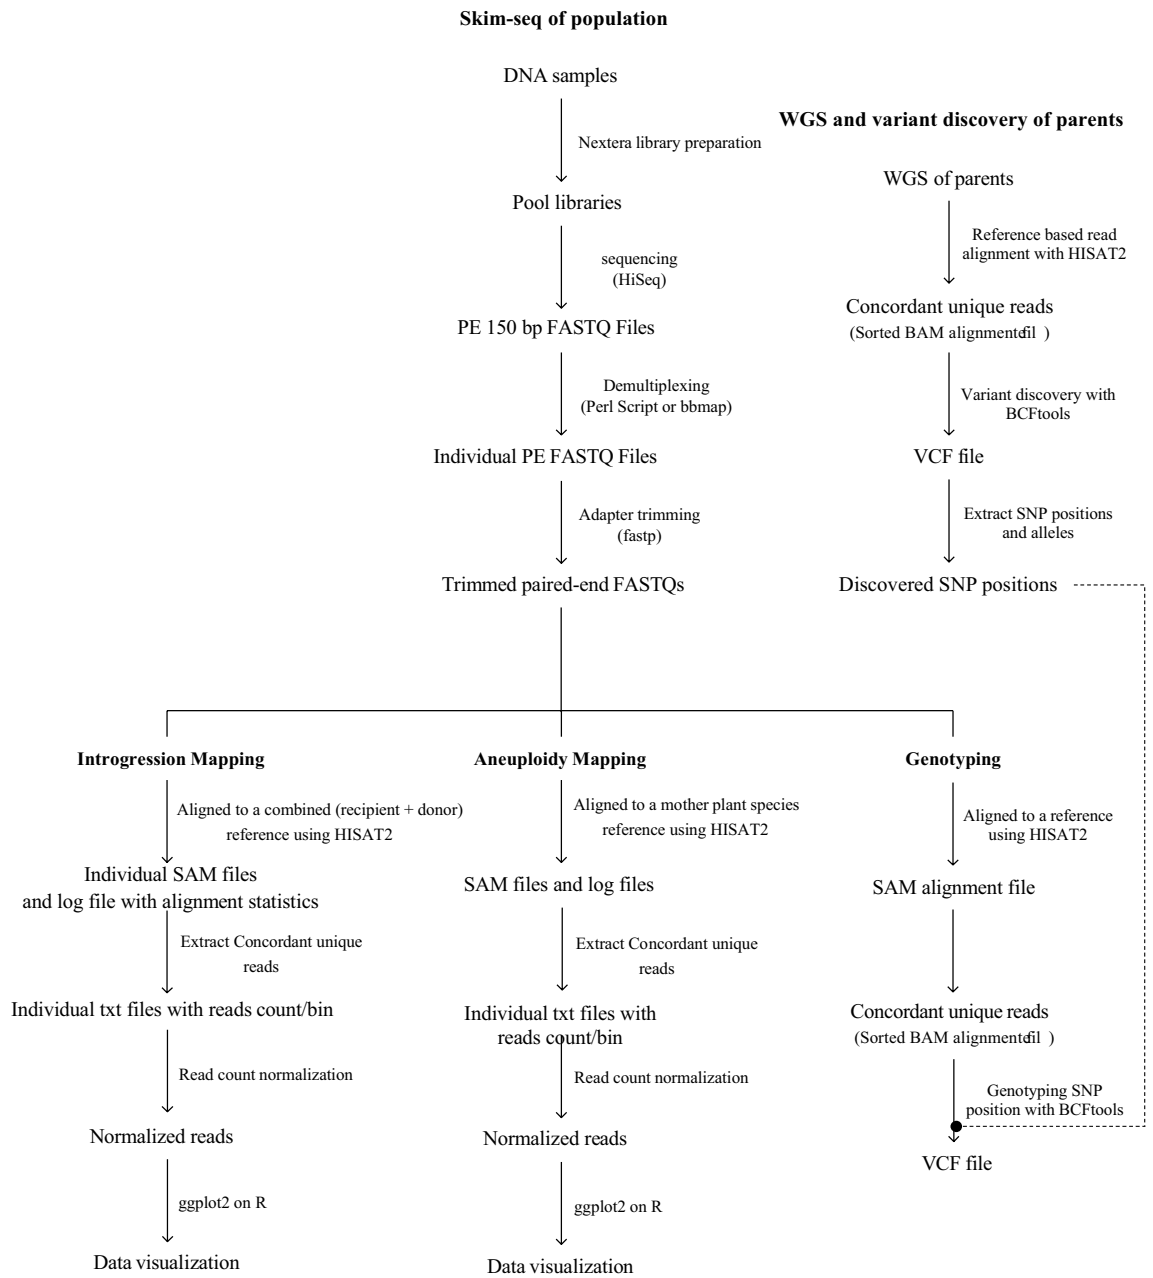 Skim-seq of population
DNA samples
Nextera library preparation
Pool libraries
sequencing
(HiSeq)
PE 150 bp FASTQ Files
Demultiplexing
(Perl Script or bbmap)
Individual PE FASTQ Files
Adapter trimming
(fastp)
Trimmed paired-end FASTQs
WGS and variant discovery of parents
WGS of parents
Reference based read
alignment with HISAT2
Concordant unique reads
(Sorted BAM alignment fil )
Variant discovery with
BCFtools
VCF file
Extract SNP positions
and alleles
Discovered SNP positions
Introgression Mapping
Aligned to a combined (recipient + donor)
reference using HISAT2
Individual SAM files
and log file with alignment statistics
Extract Concordant unique
reads
Individual txt files with reads count/bin
Read count normalization
Normalized reads
ggplot2 on R
Data visualization
Aneuploidy Mapping
Aligned to a mother plant species
reference using HISAT2
SAM files and log files
Extract Concordant unique
reads
Individual txt files with
reads count/bin
Read count normalization
Normalized reads
ggplot2 on R
Data visualization
Genotyping
Aligned to a reference
using HISAT2
SAM alignment file
Concordant unique reads
(Sorted BAM alignment fil )
Genotyping SNP
position with BCFtools
VCF file